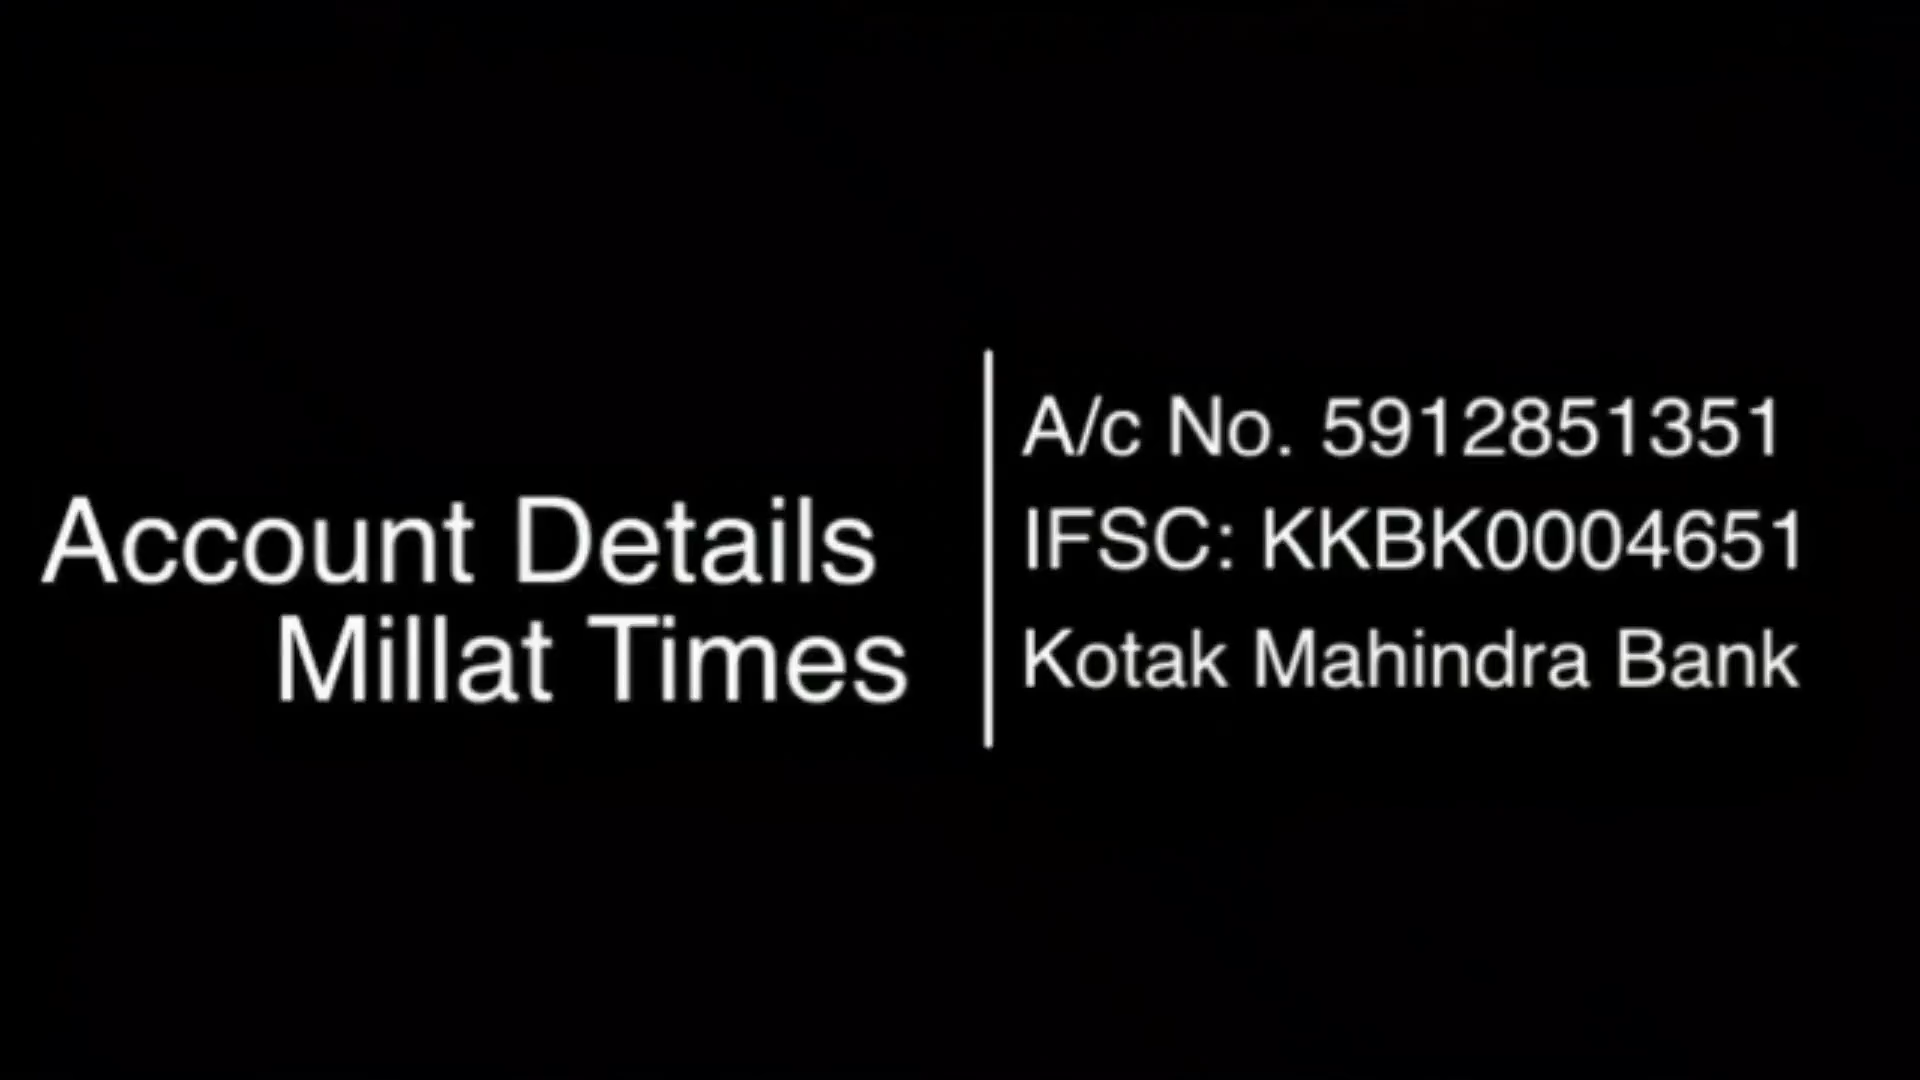 Account Details
Millat Times
A/c No. 5912851351
IFSC: KKBK0004651
Kotak Mahindra Bank